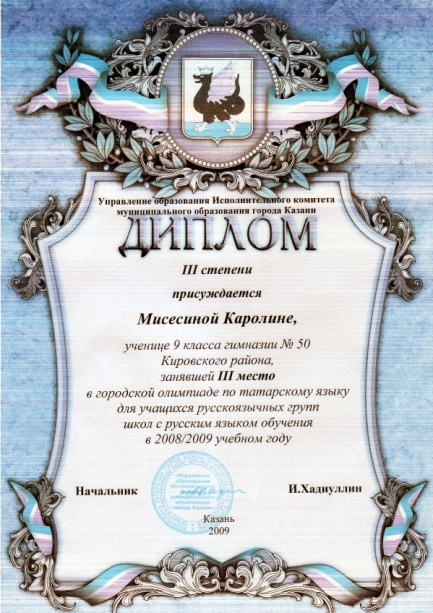 Управление образования Исполнительного комитета
муниципального образования города Казани
ДИПЛОМ
III степени
присуждается
Мисесиной Каролине,
ученице 9 класса гимназии № 50
Кировского района,
занявшей III место
в городской олимпиаде по татарскому языку
для учащихся русскоязычных групп
школ с русским языком обучения
в 2008/2009 учебном году
Начальник
И.Хадиуллин
Казань
2009